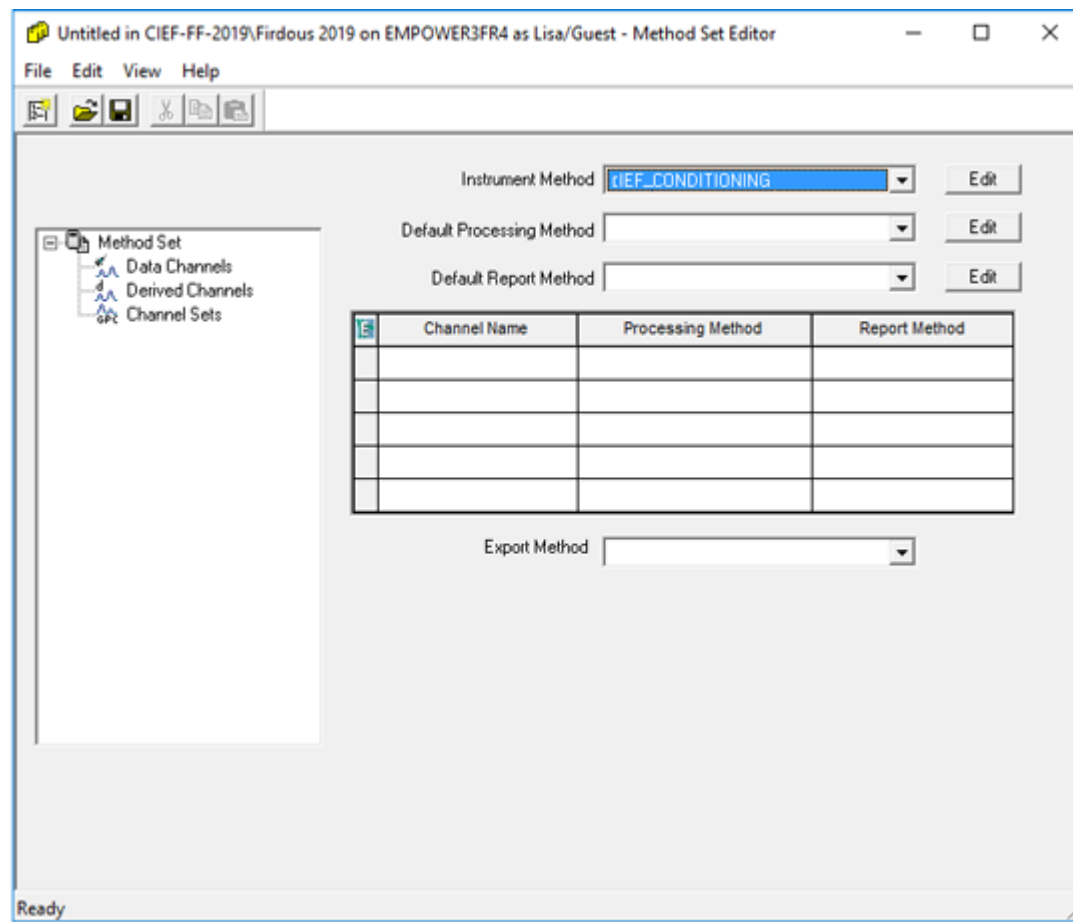 Untitled in CIEF-FF-2019\Firdous 2019 on EMPOWER3FR4 as Lisa/Guest - Method Set Editor
File Edit View Help
Instrument Method cIEF_CONDITIONING Edit
Default Processing Method Edit
Default Report Method Edit
Method Set
Data Channels
Derived Channels
GPC Channel Sets
E Channel Name Processing Method Report Method
Export Method
Ready